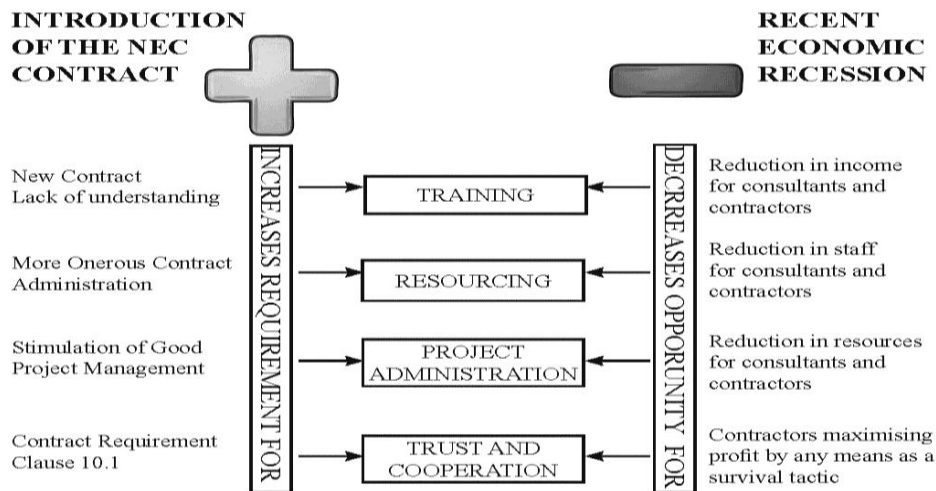 INTRODUCTION
OF THE NEC
CONTRACT
RECENT
ECONOMIC
RECESSION
INCREASES REQUIREMENT FOR
DECRREASES OPPORUNITY FOR
New Contract
Lack of understanding
TRAINING
Reduction in income
for consultants and
contractors
More Onerous Contract
Administration
RESOURCING
Reduction in staff
for consultants and
contractors
Stimulation of Good
Project Management
PROJECT
ADMINISTRATION
Reduction in resources
for consultants and
contractors
Contract Requirement
Clause 10.1
TRUST AND
COOPERATION
Contractors maximising
profit by any means as a
survival tactic